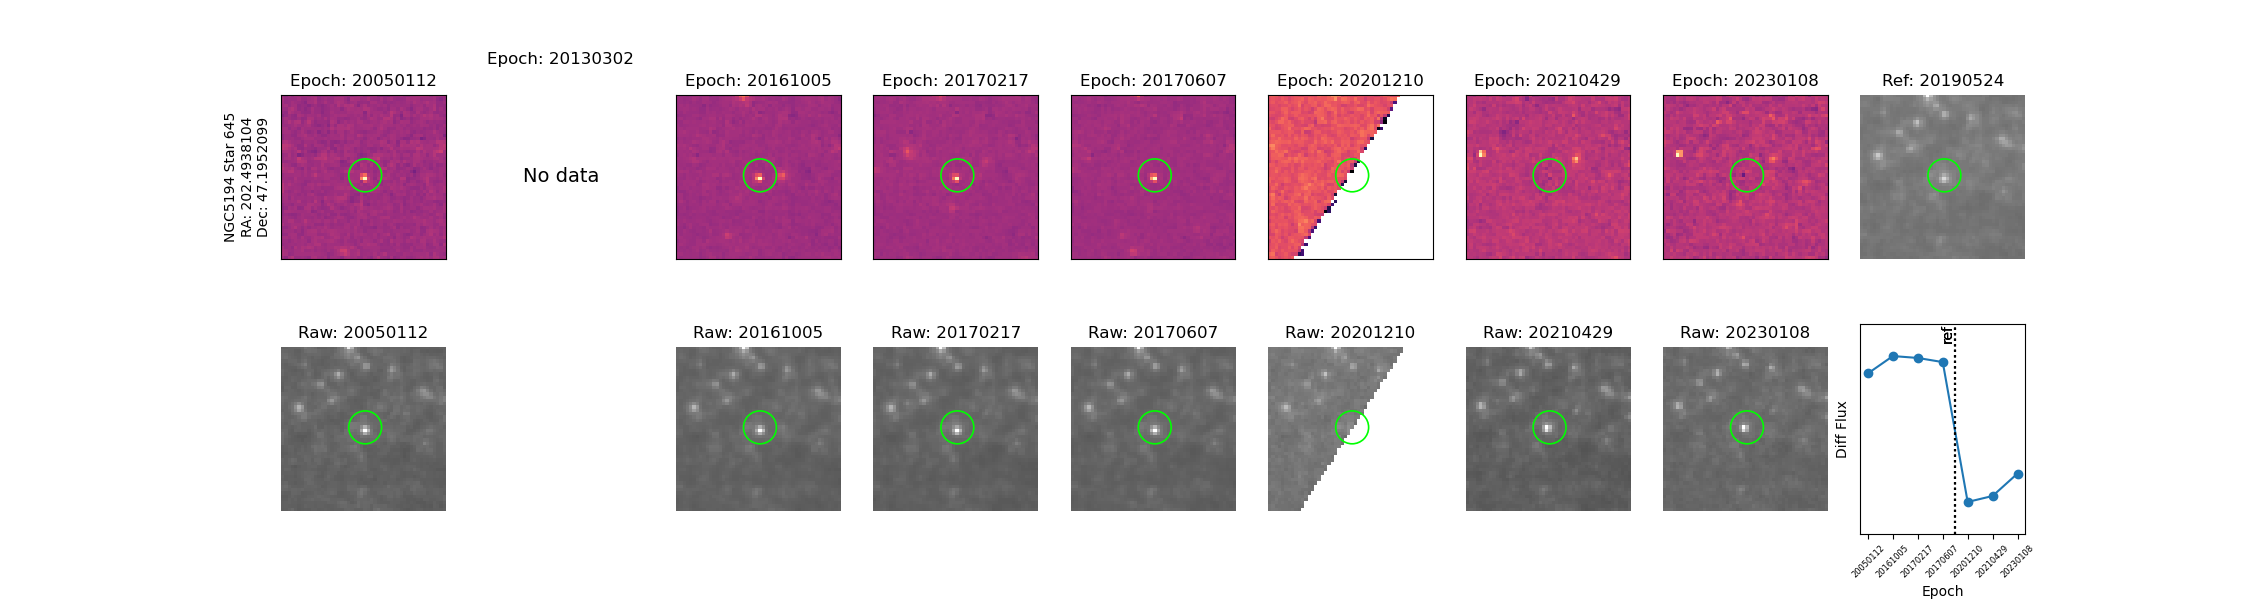 Epoch: 20050112
Epoch: 20130302
Epoch: 20161005
Epoch: 20170217
Epoch: 20170607
Epoch: 20201210
Epoch: 20210429
Epoch: 20230108
Ref: 20190524
NGC5194 Star 645
RA: 202.4938104
Dec: 47.1952099
No data
Raw: 20050112
Raw: 20161005
Raw: 20170217
Raw: 20170607
Raw: 20201210
Raw: 20210429
Raw: 20230108
ref
Diff Flux
20050112
20161005
20170217
20170607
20201210
20210429
20230108
Epoch